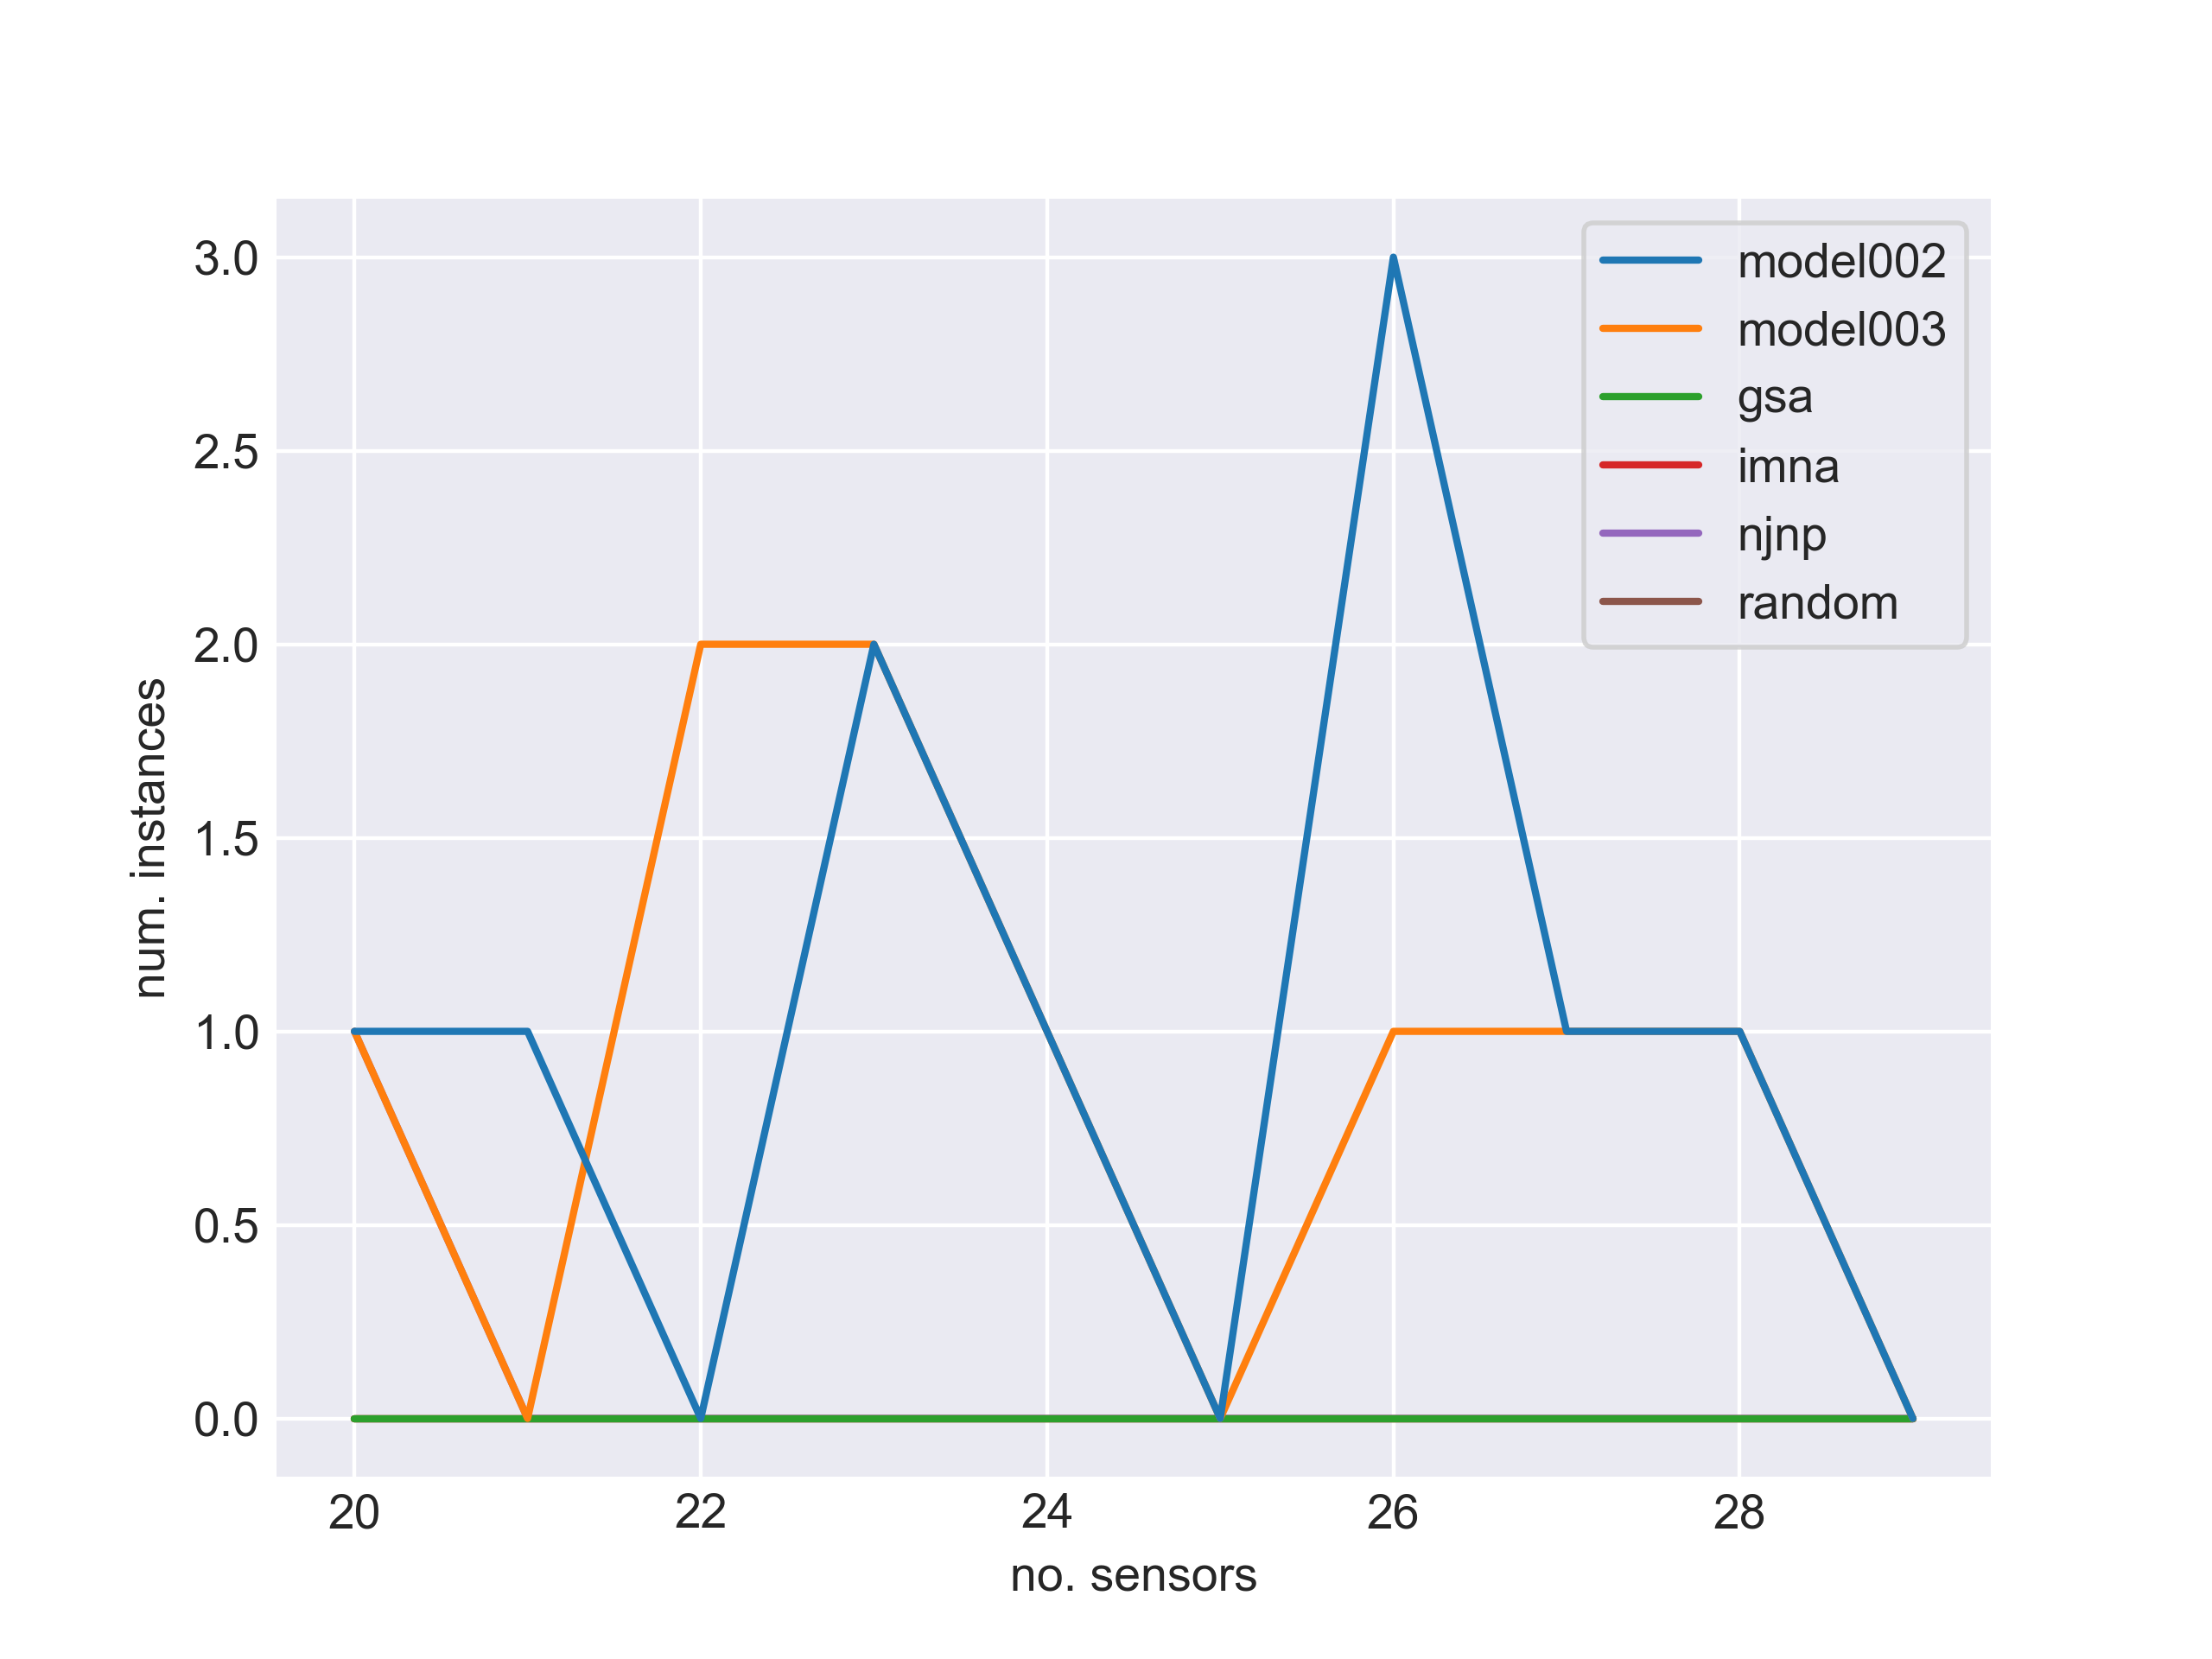 3.0
2.5
2.0
1.5
1.0
0.5
0.0
num. instances
20 22 24 26 28
no. sensors
model002
model003
gsa
imna
njnp
random